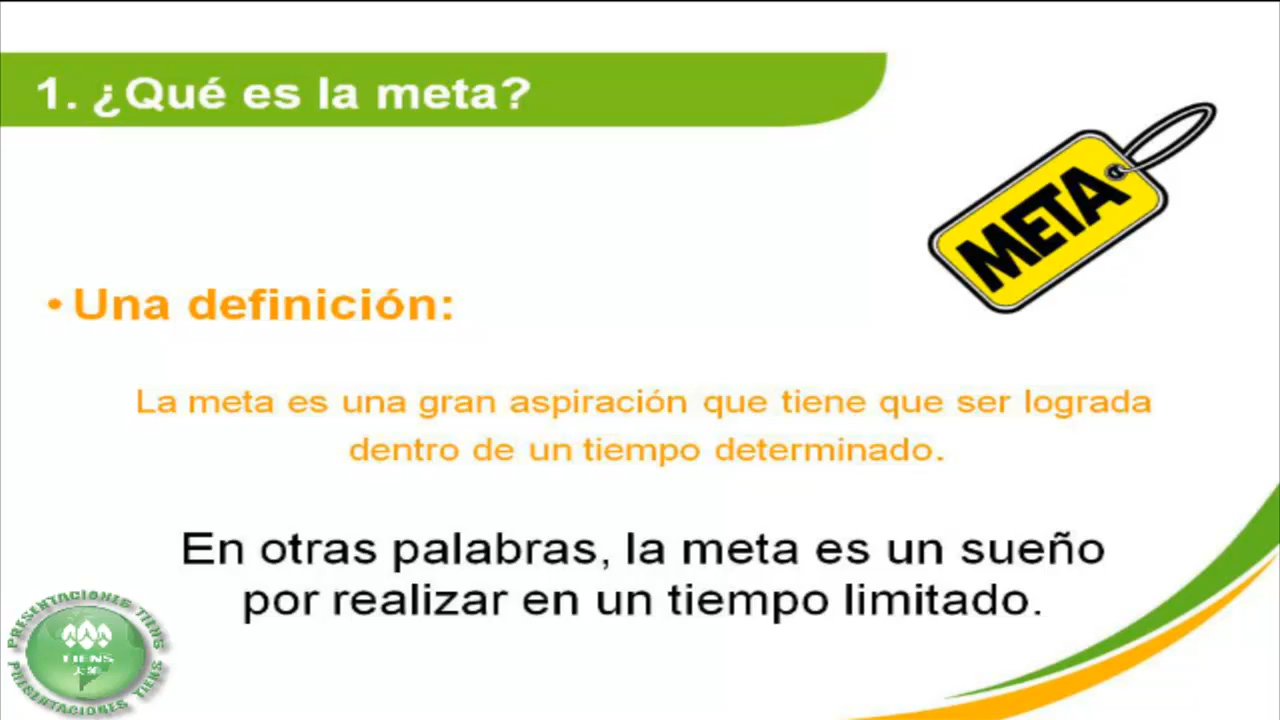 1. ¿Qué es la meta?
META
• Una definición:
La meta es una gran aspiración que tiene que ser lograda
dentro de un tiempo determinado.
En otras palabras, la meta es un sueño
por realizar en un tiempo limitado.
PRESENTACIONES TIENS
TIENS
PRESENTACIONES TIENS